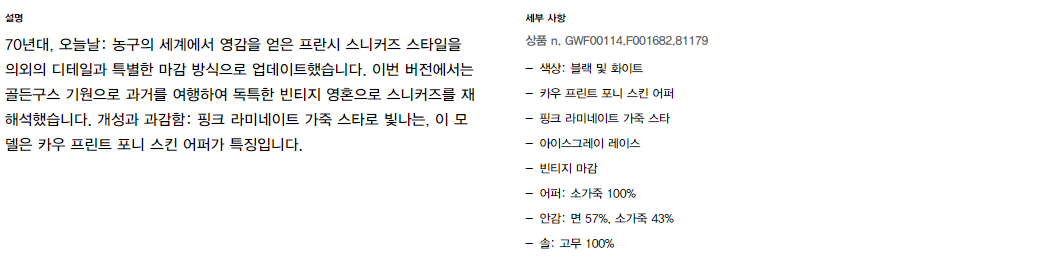 설명
70년대, 오늘날: 농구의 세계에서 영감을 얻은 프란시 스니커즈 스타일을
의외의 디테일과 특별한 마감 방식으로 업데이트했습니다. 이번 버전에서는
골든구스 기원으로 과거를 여행하여 독특한 빈티지 영혼으로 스니커즈를 재
해석했습니다. 개성과 과감함: 핑크 라미네이트 가죽 스타로 빛나는, 이 모
델은 카우 프린트 포니 스킨 어퍼가 특징입니다.
세부 사항
상품 n. GWF00114.F001682.81179
– 색상: 블랙 및 화이트
– 카우 프린트 포니 스킨 어퍼
– 핑크 라미네이트 가죽 스타
– 아이스그레이 레이스
– 빈티지 마감
– 어퍼: 소가죽 100%
– 안감: 면 57%, 소가죽 43%
– 솔: 고무 100%